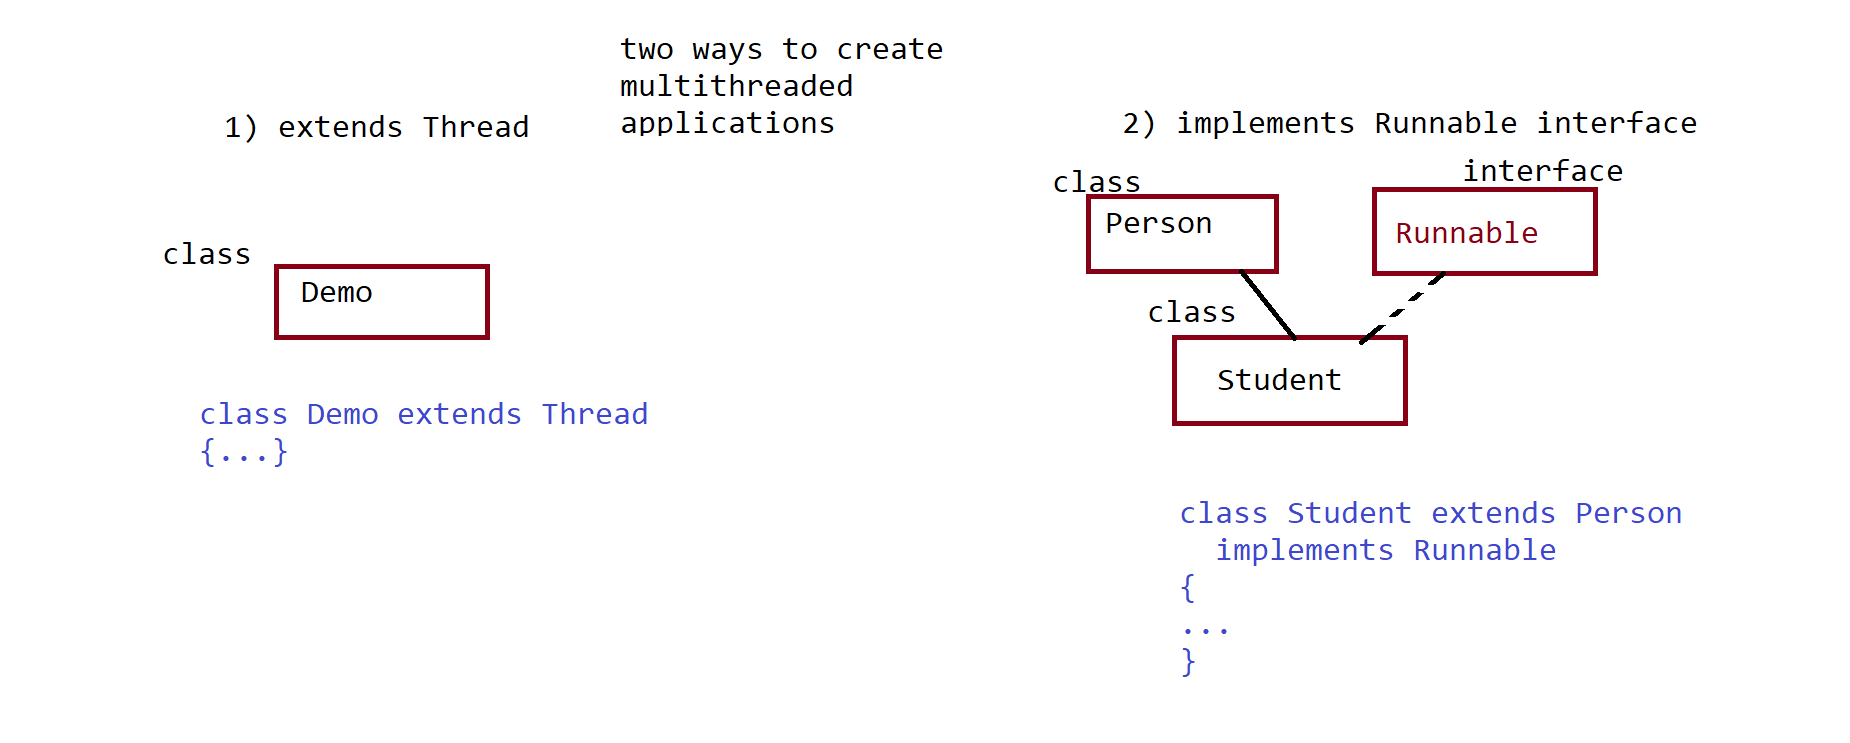 two ways to create
multithreaded
applications
1) extends Thread
class
Demo
class Demo extends Thread
{...}
2) implements Runnable interface
interface
class
Person
Runnable
class
Student
class Student extends Person
implements Runnable
{
...
}